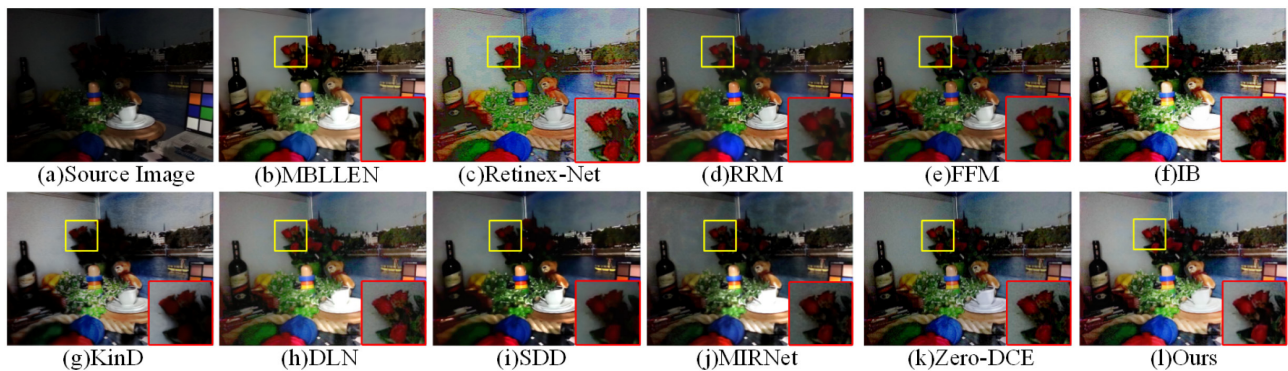 (a)Source Image
(b)MBLLEN
(c)Retinex-Net
(d)RRM
(e)FFM
(f)IB
(g)KinD
(h)DLN
(i)SDD
(j)MIRNet
(k)Zero-DCE
(l)Ours